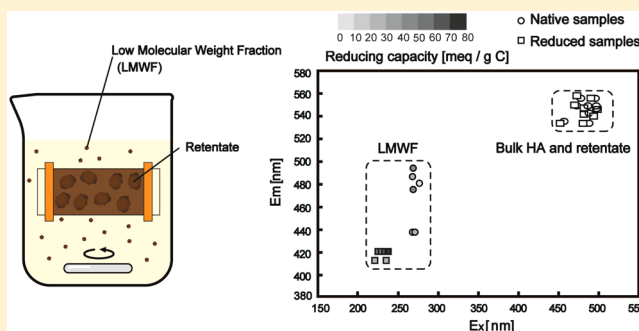 Low Molecular Weight Fraction
(LMWF)
Retentate
0 10 20 30 40 50 60 70 80
Reducing capacity [meq / g C]
Native samples
Reduced samples
Em [nm]
580
560
540
520
500
480
460
440
420
400
380
LMWF
Bulk HA and retentate
150 200 250 300 350 400 450 500 550
Ex [nm]